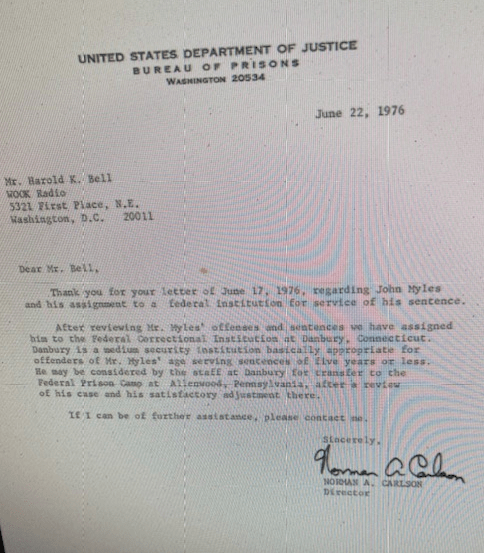 UNITED STATES DEPARTMENT OF JUSTICE
BUREAU OF PRISONS
WASHINGTON 20534
June 22, 1976
Mr. Harold K. Bell
WOOK Radio
5321 First Place, N.E.
Washington, D.C. 20011
Dear Mr. Bell,
Thank you for your letter of June 17, 1976, regarding John Myles
and his assignment to a federal institution for service of his sentence.
After reviewing Mr. Myles' offenses and sentences we have assigned
him to the Federal Correctional Institution at Danbury, Connecticut.
Danbury is a medium security institution basically appropriate for
offenders of Mr. Myles' age serving sentences of five years or less.
He may be considered by the staff at Danbury for transfer to the
Federal Prison Camp at Allenwood, Pennsylvania, after a review
of his case and his satisfactory adjustment there.
If I can be of further assistance, please contact me.
Sincerely,
Norman A Carlson
NORMAN A. CARLSON
Director